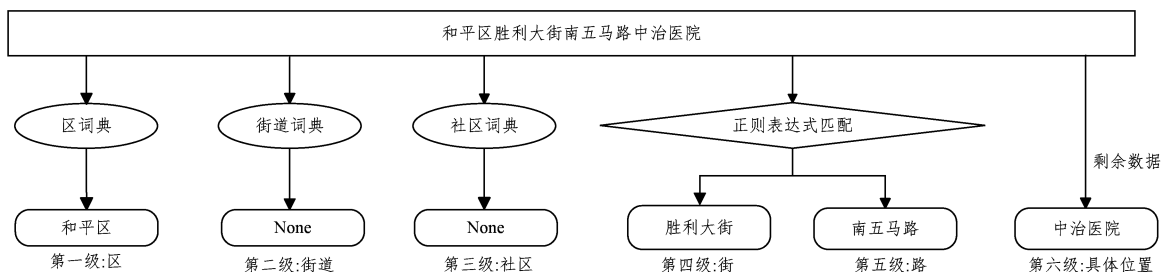 和平区胜利大街南五马路中治医院
区词典
街道词典
社区词典
正则表达式匹配
剩余数据
和平区
None
None
胜利大街
南五马路
中治医院
第一级:区
第二级:街道
第三级:社区
第四级:街
第五级:路
第六级:具体位置